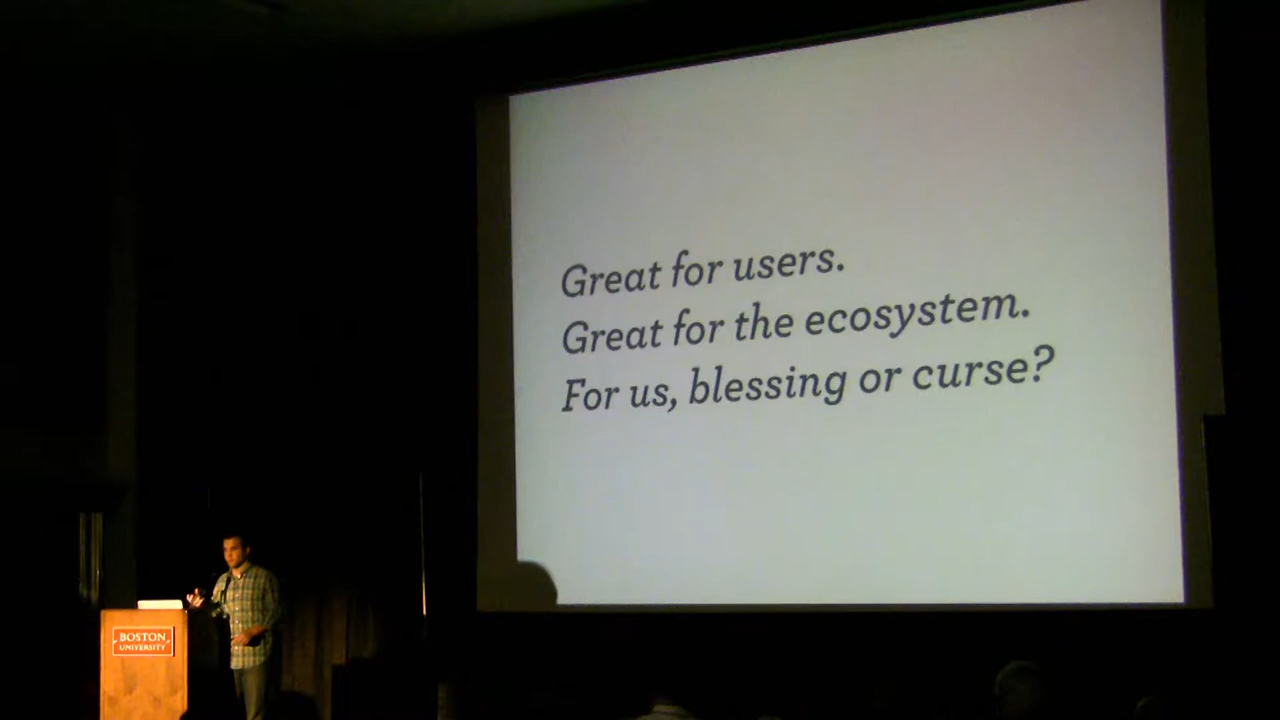 Great for users.
Great for the ecosystem.
For us, blessing or curse?
BOSTON
UNIVERSITY